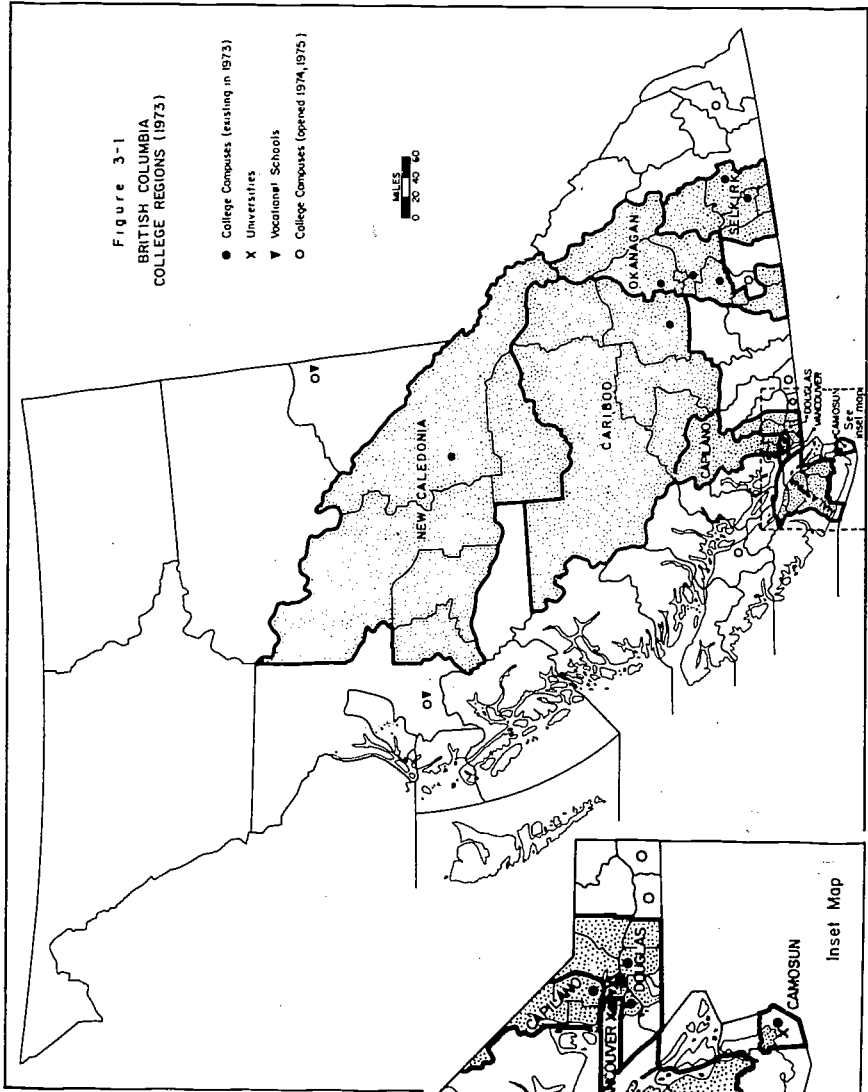 Figure 3-1
BRITISH COLUMBIA
COLLEGE REGIONS (1973)
College Campuses (existing in 1973)
Universities
Vocational Schools
College Campuses (opened 1974, 1975)
MILES
0 20 40 60
NEW CALEDONIA
CARIBOO
OKANAGAN
SELKIRK
CAPILANO
DOUGLAS
VANCOUVER
CAMOSUN
See
inset map
CAPILANO
VANCOUVER
DOUGLAS
CAMOSUN
Inset Map